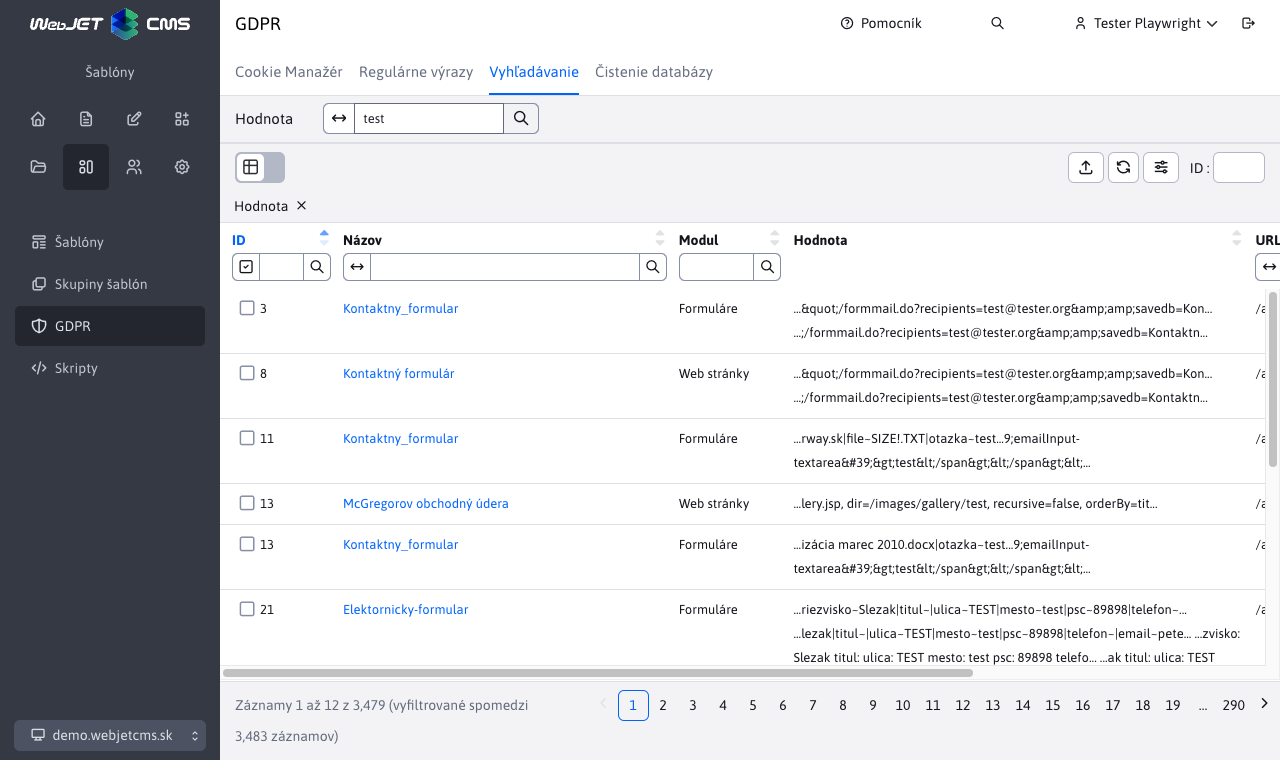 WebJET CMS
GDPR
Pomocník
Tester Playwright
Šablóny
Cookie Manažér
Regulárne výrazy
Vyhľadávanie
Čistenie databázy
Hodnota
test
ID :
Hodnota ×
Šablóny
Skupiny šablón
GDPR
Skripty
ID
Názov
Modul
Hodnota
URL
3
Kontaktny_formular
Formuláre
...&quot;/formmail.do?recipients=test@tester.org&amp;amp;savedb=Kon...
...;/formmail.do?recipients=test@tester.org&amp;amp;savedb=Kontaktn...
8
Kontaktný formulár
Web stránky
...&quot;/formmail.do?recipients=test@tester.org&amp;amp;savedb=Kon...
...;/formmail.do?recipients=test@tester.org&amp;amp;savedb=Kontaktn...
11
Kontaktny_formular
Formuláre
...rway.sk|file~SIZE!.TXT|otazka~test...9;emailInput-
textarea&#39;&gt;test&lt;/span&gt;&lt;/span&gt;&lt;...
13
McGregorov obchodný údera
Web stránky
...lery.jsp, dir=/images/gallery/test, recursive=false, orderBy=tit...
13
Kontaktny_formular
Formuláre
...izácia marec 2010.docx|otazka~test...9;emailInput-
textarea&#39;&gt;test&lt;/span&gt;&lt;/span&gt;&lt;...
21
Elektornicky-formular
Formuláre
...riezvisko~Slezak|titul~|ulica~TEST|mesto~test|psc~89898|telefon~...
...lezak|titul~|ulica~TEST|mesto~test|psc~89898|telefon~|email~pete... ...zvisko:
Slezak titul: ulica: TEST mesto: test psc: 89898 telefo... ...ak titul: ulica: TEST
demo.webjetcms.sk
Záznamy 1 až 12 z 3,479 (vyfiltrované spomedzi
3,483 záznamov)
1 2 3 4 5 6 7 8 9 10 11 12 13 14 15 16 17 18 19 ... 290